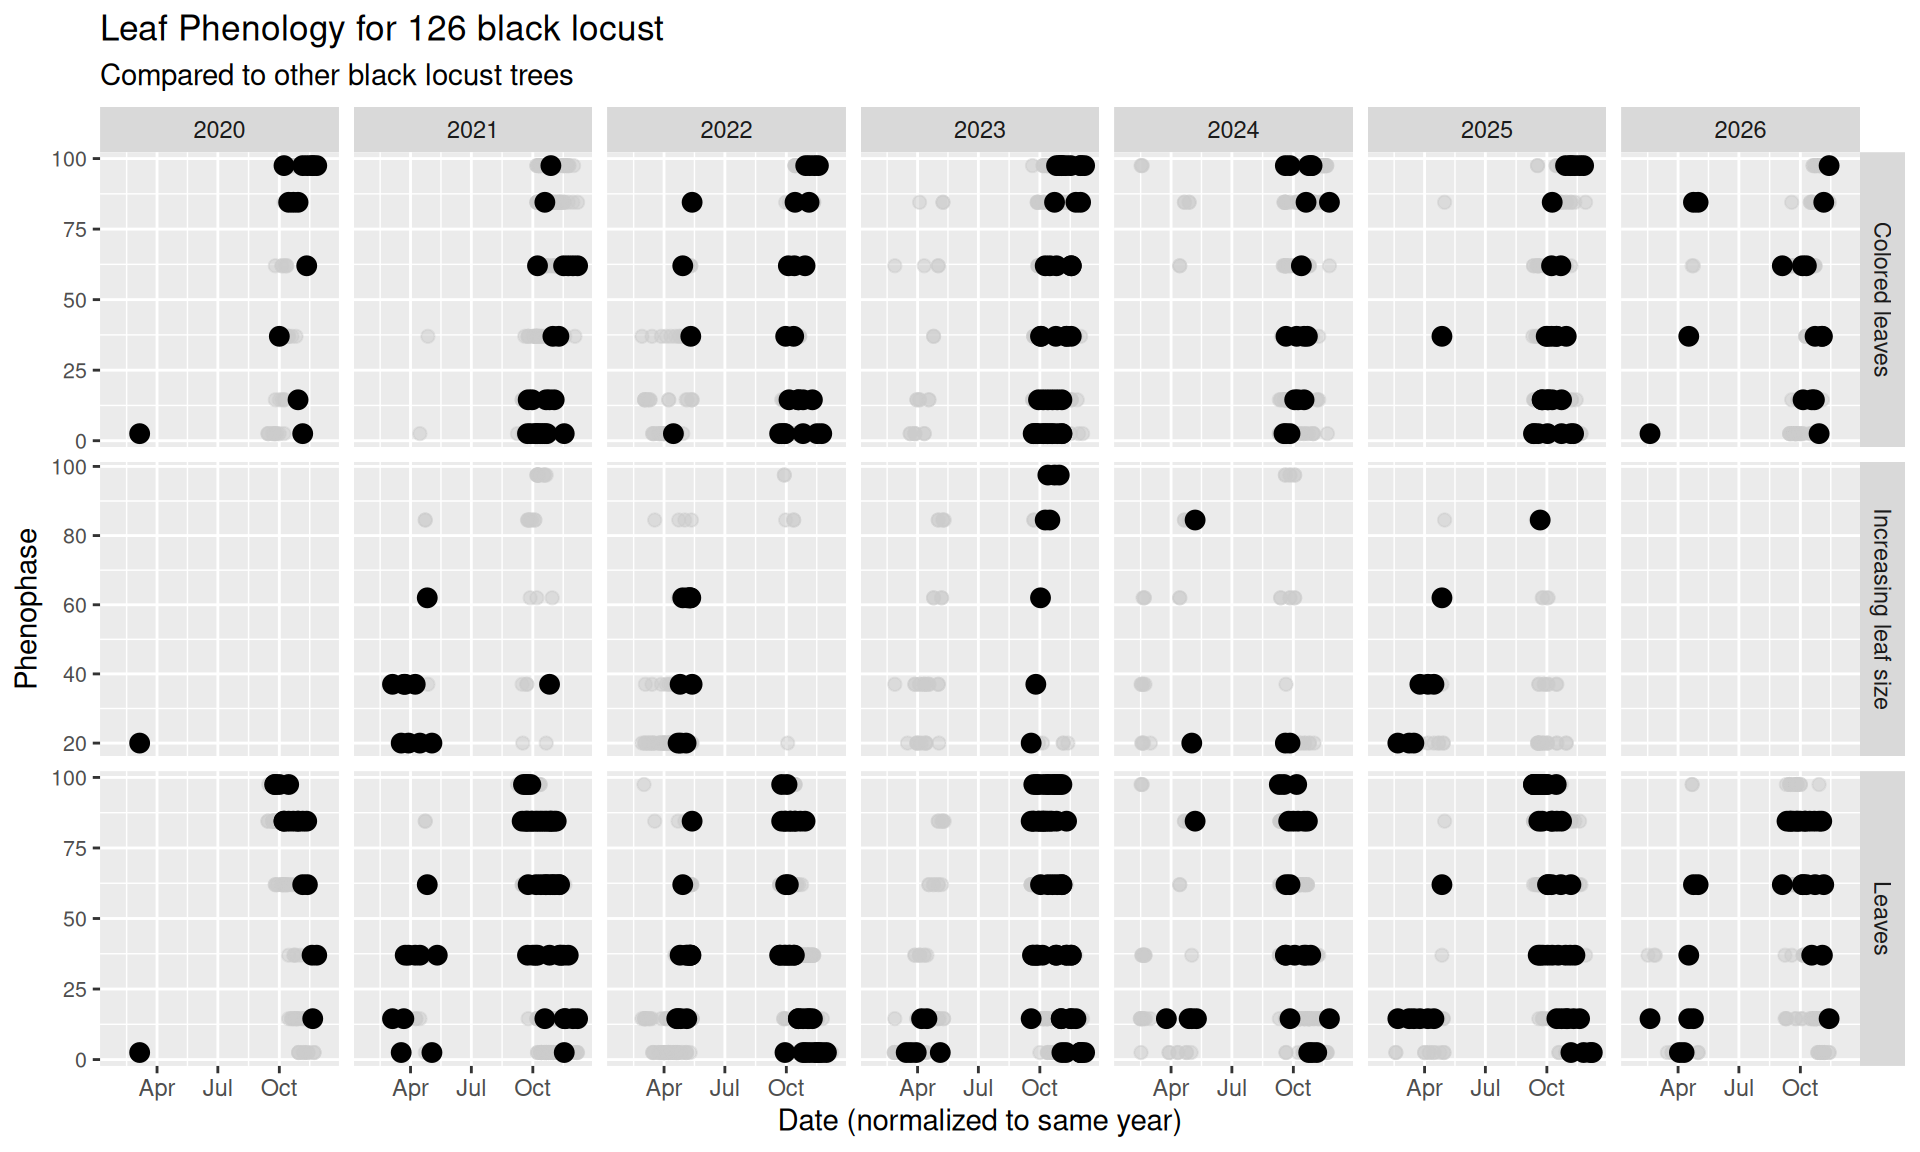 Leaf Phenology for 126 black locust
Compared to other black locust trees
2020 2021 2022 2023 2024 2025 2026
100
75
50
25
0
Colored leaves
100
80
60
40
20
Increasing leaf size
100
75
50
25
0
Leaves
Phenophase
Apr Jul Oct Apr Jul Oct Apr Jul Oct Apr Jul Oct Apr Jul Oct Apr Jul Oct Apr Jul Oct
Date (normalized to same year)